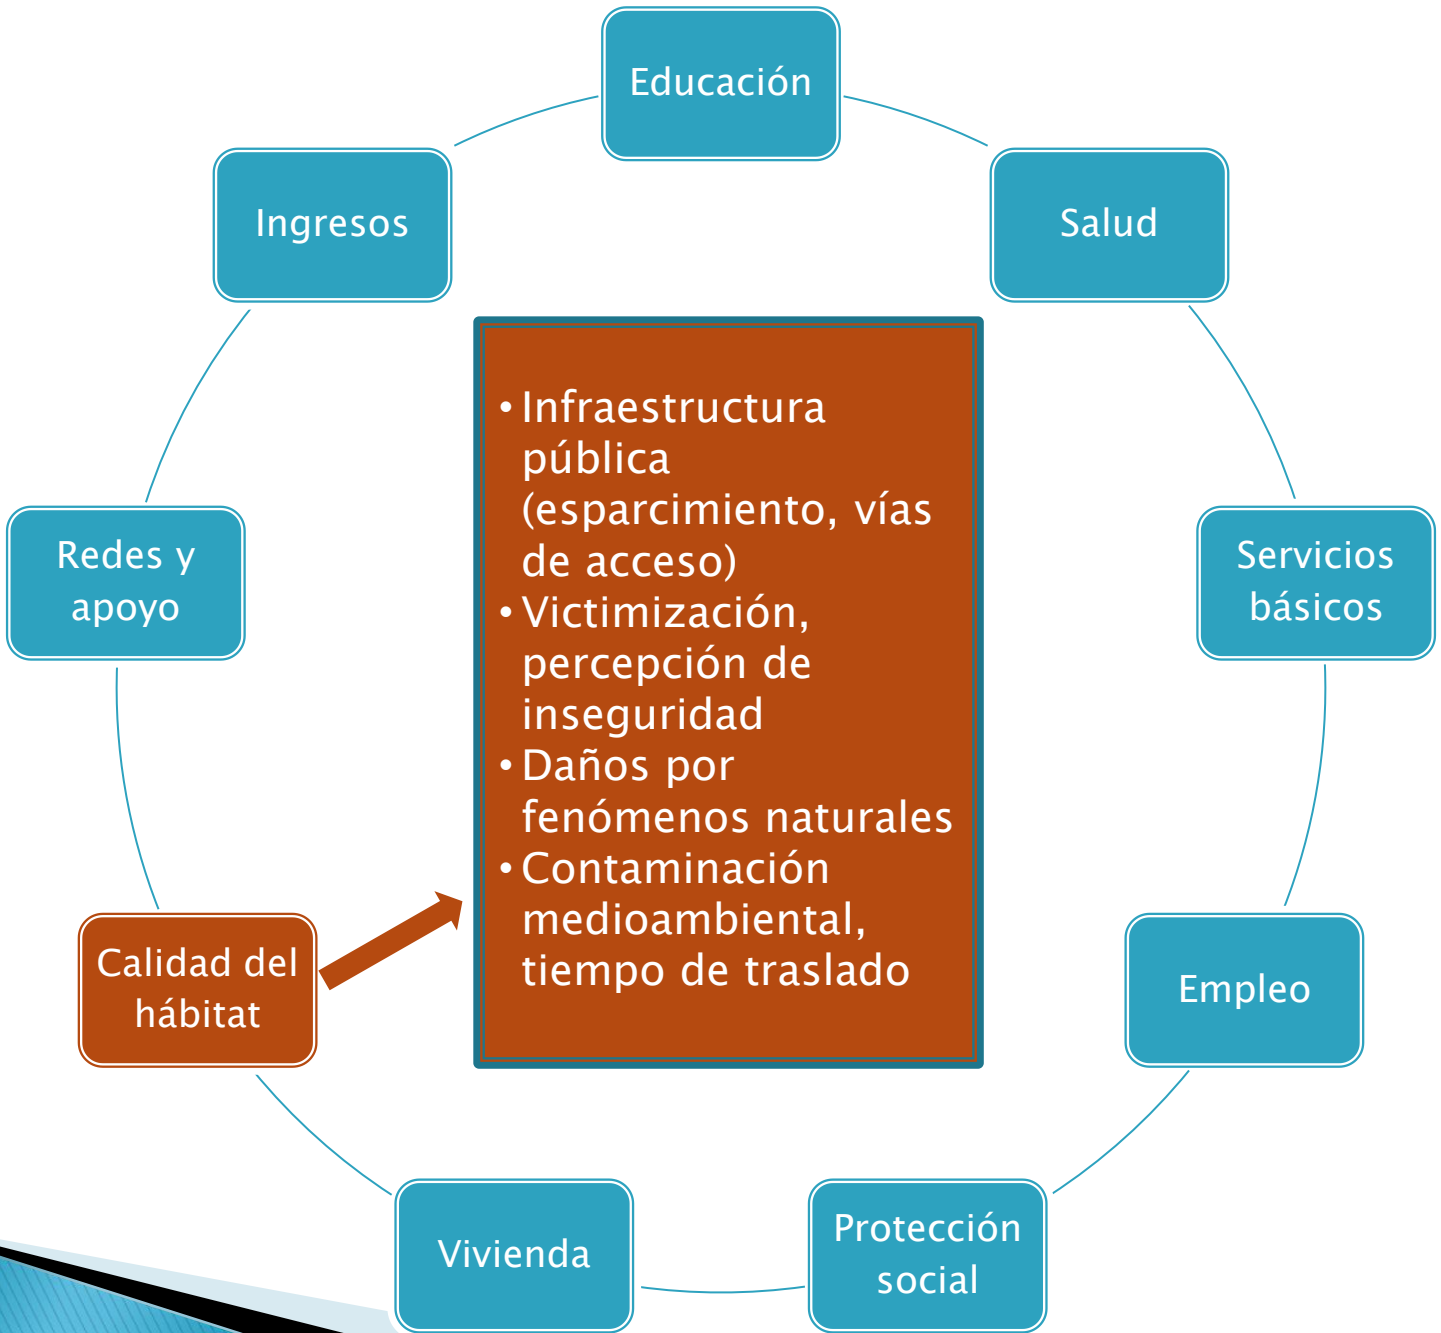 Educación
Ingresos
Salud
• Infraestructura
pública
(esparcimiento, vías
de acceso)
• Victimización,
percepción de
inseguridad
• Daños por
fenómenos naturales
• Contaminación
medioambiental,
tiempo de traslado
Redes y
apoyo
Servicios
básicos
Calidad del
hábitat
Empleo
Vivienda
Protección
social